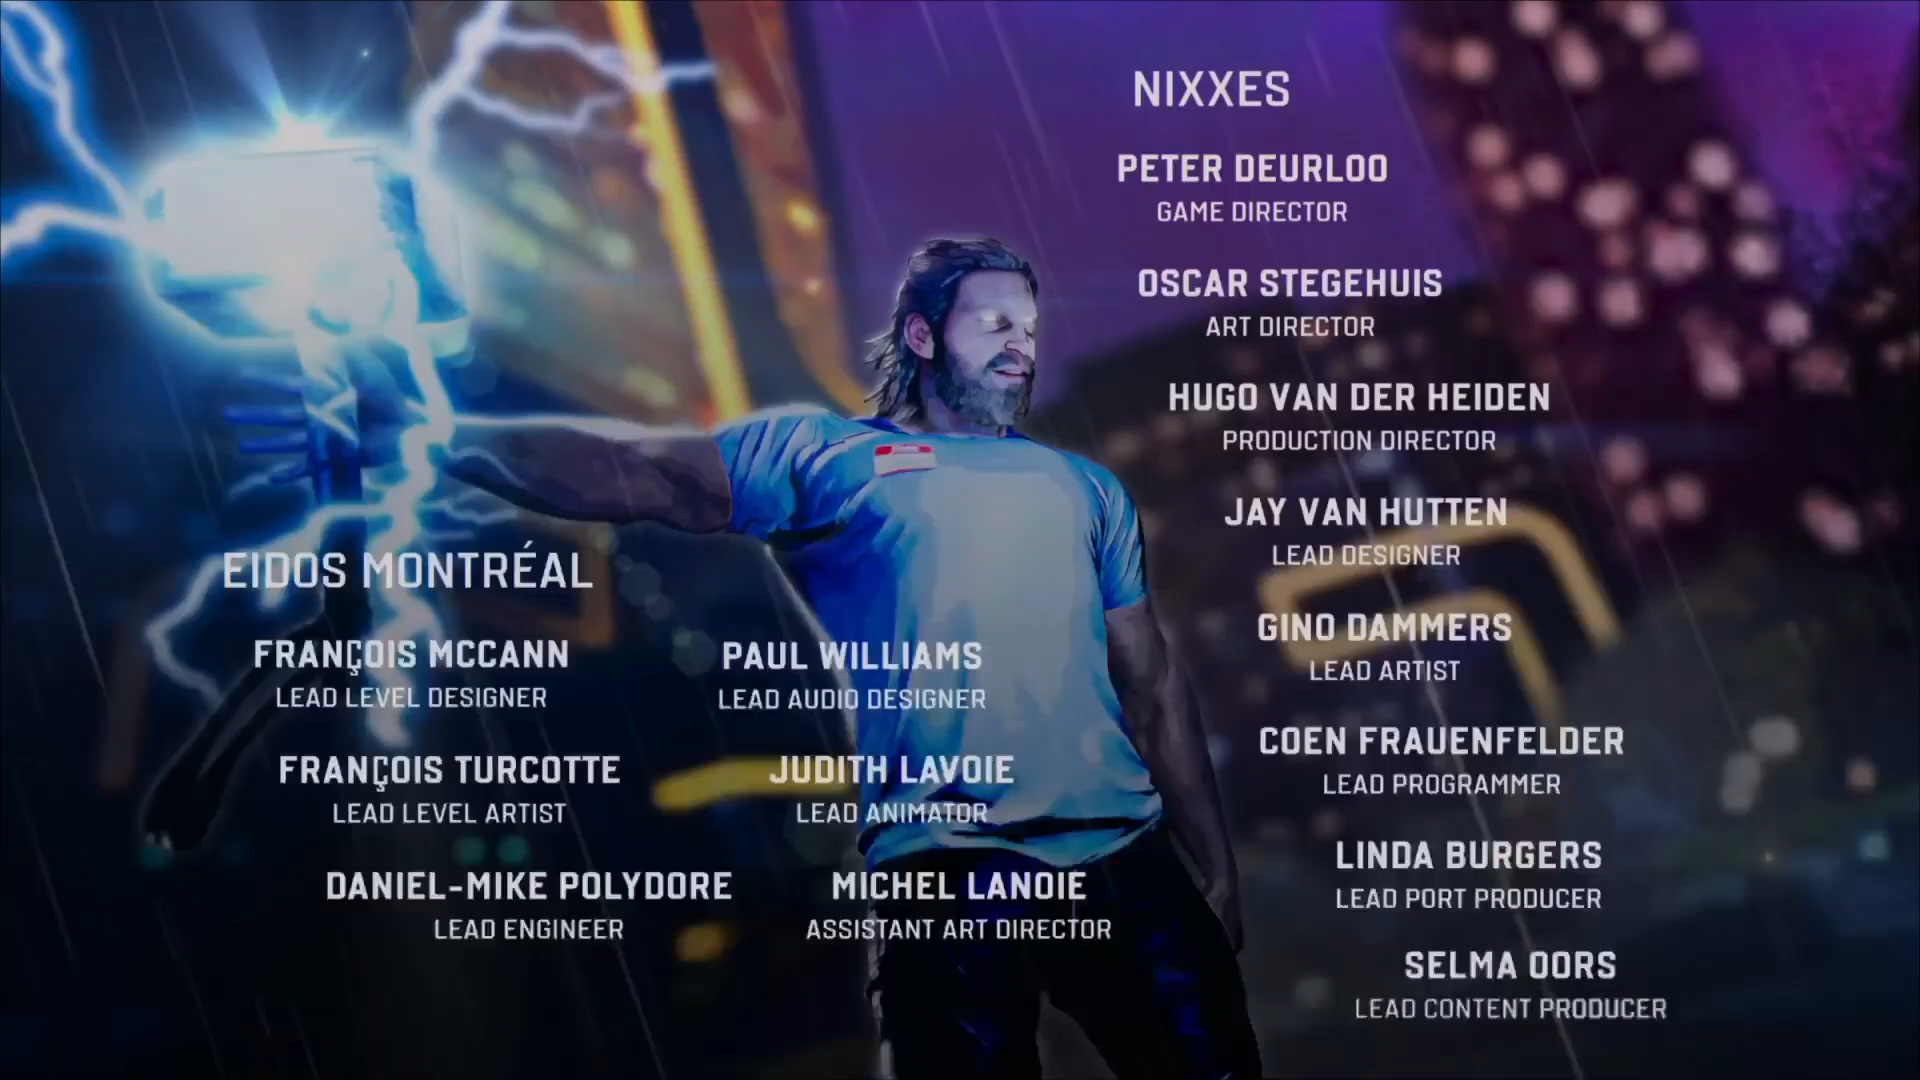 NIXXES
PETER DEURLOO
GAME DIRECTOR
OSCAR STEGEHUIS
ART DIRECTOR
HUGO VAN DER HEIDEN
PRODUCTION DIRECTOR
JAY VAN HUTTEN
LEAD DESIGNER
GINO DAMMERS
LEAD ARTIST
COEN FRAUENFELDER
LEAD PROGRAMMER
LINDA BURGERS
LEAD PORT PRODUCER
SELMA OORS
LEAD CONTENT PRODUCER
EIDOS MONTRÉAL
FRANÇOIS MCCANN
LEAD LEVEL DESIGNER
FRANÇOIS TURCOTTE
LEAD LEVEL ARTIST
DANIEL-MIKE POLYDORE
LEAD ENGINEER
PAUL WILLIAMS
LEAD AUDIO DESIGNER
JUDITH LAVOIE
LEAD ANIMATOR
MICHEL LANOIE
ASSISTANT ART DIRECTOR